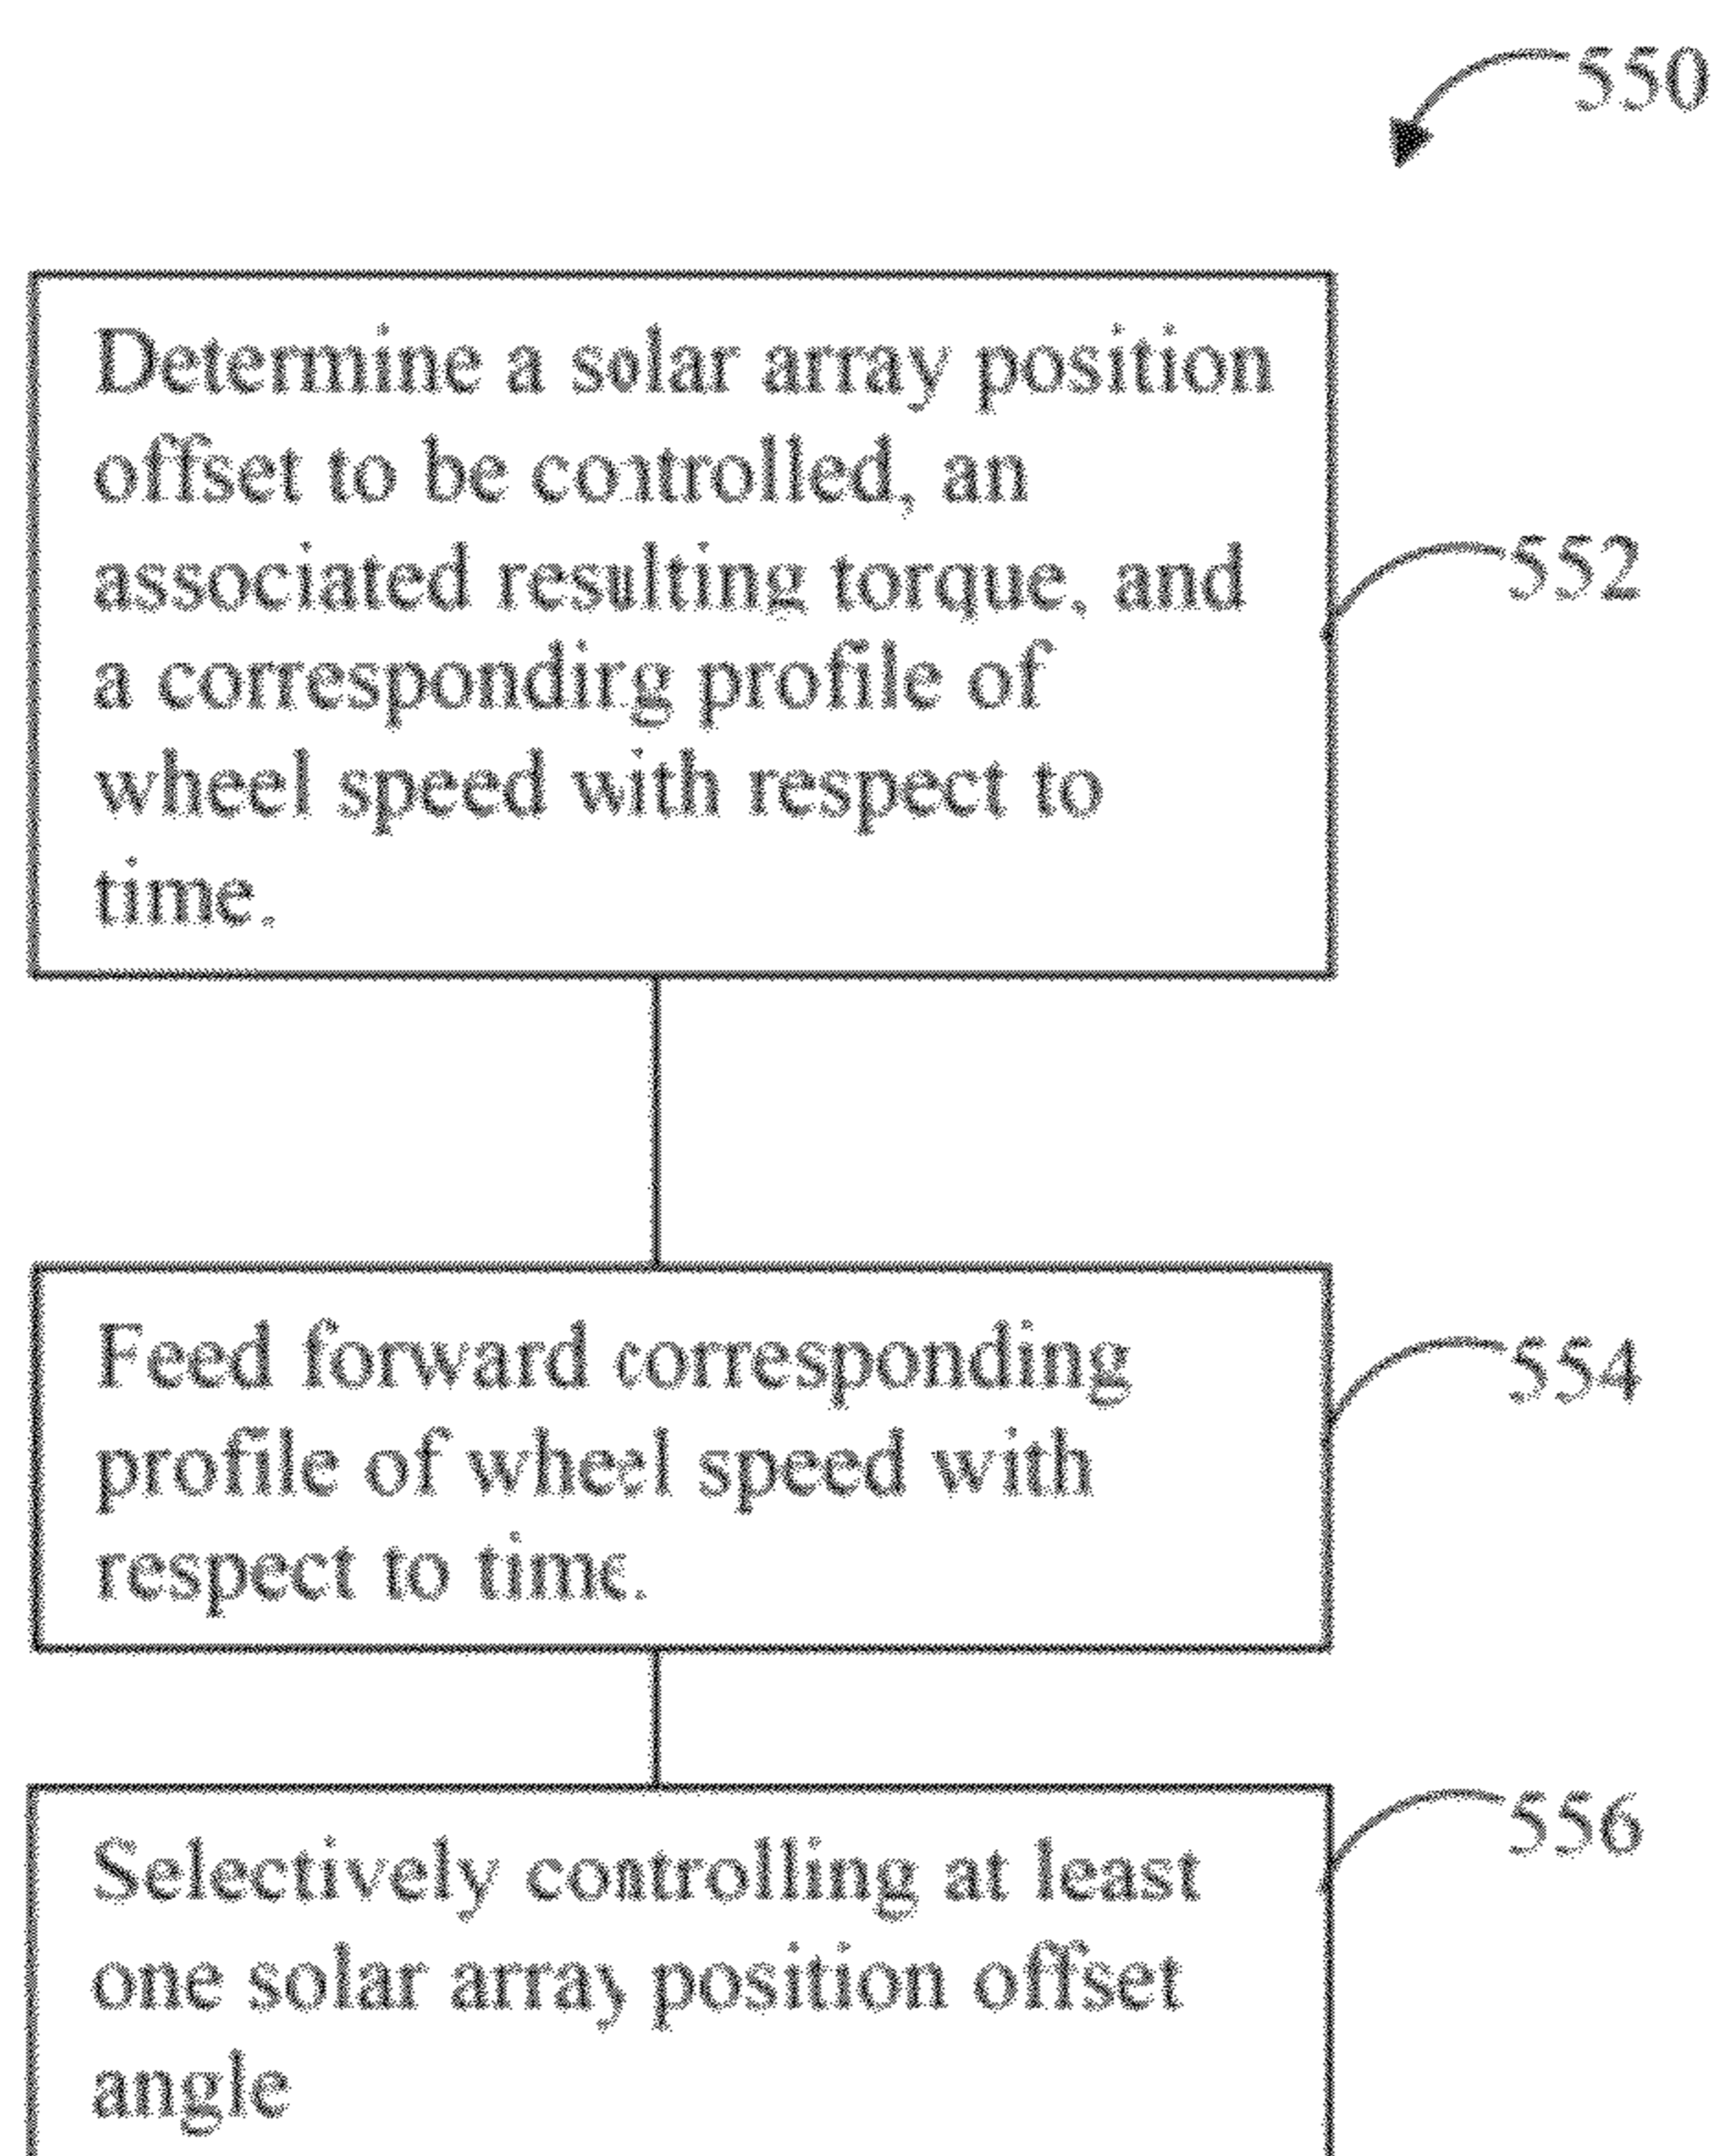 550
Determine a solar array position
offset to be controlled, an
associated resulting torque, and
a corresponding profile of
wheel speed with respect to
time.
552
Feed forward corresponding
profile of wheel speed with
respect to time.
554
Selectively controlling at least
one solar array position offset
angle
556